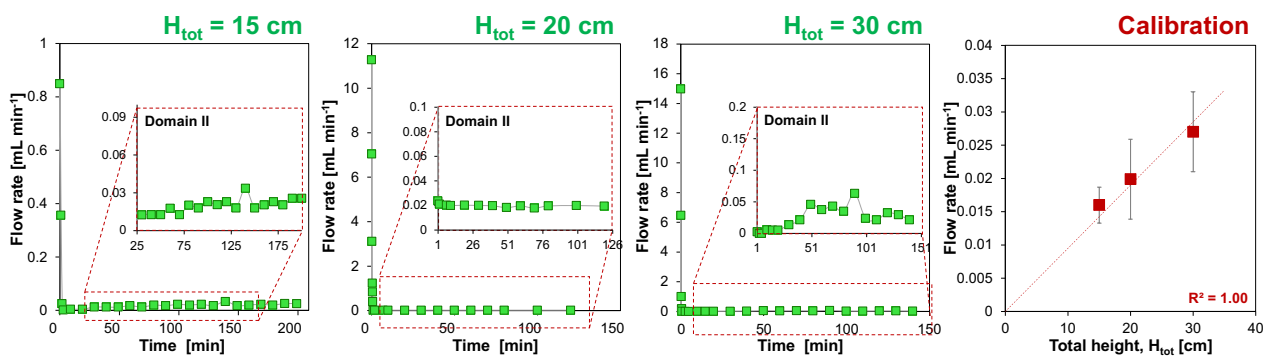 H_tot = 15 cm
Flow rate [mL min⁻¹]
1
0.8
0.6
0.4
0.2
0
0 50 100 150 200
Time [min]
Domain II
0.09
0.06
0.03
0
25 75 125 175
H_tot = 20 cm
Flow rate [mL min⁻¹]
12
10
8
6
4
2
0
0 50 100 150
Time [min]
Domain II
0.1
0.08
0.06
0.04
0.02
0
1 26 51 76 101 126
H_tot = 30 cm
Flow rate [mL min⁻¹]
18
16
14
12
10
8
6
4
2
0
0 50 100 150
Time [min]
Domain II
0.2
0.15
0.1
0.05
0
1 51 101 151
Calibration
Flow rate [mL min⁻¹]
0.04
0.035
0.03
0.025
0.02
0.015
0.01
0.005
0
0 10 20 30 40
R² = 1.00
Total height, H_tot [cm]